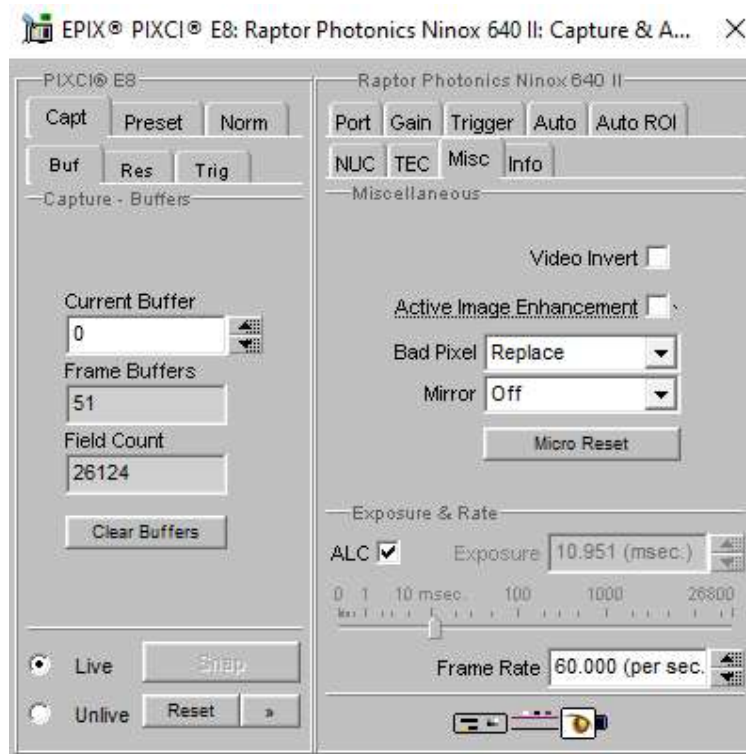 EPIX® PIXCI® E8: Raptor Photonics Ninox 640 II: Capture & A...
PIXCI® E8
Capt Preset Norm
Buf Res Trig
Capture - Buffers
Current Buffer
0
Frame Buffers
51
Field Count
26124
Clear Buffers
Live Snap
Unlive Reset »
Raptor Photonics Ninox 640 II
Port Gain Trigger Auto Auto ROI
NUC TEC Misc Info
Miscellaneous
Video Invert
Active Image Enhancement
Bad Pixel Replace
Mirror Off
Micro Reset
Exposure & Rate
ALC Exposure 10.951 (msec.)
0 1 10 msec. 100 1000 26800
Frame Rate 60.000 (per sec.